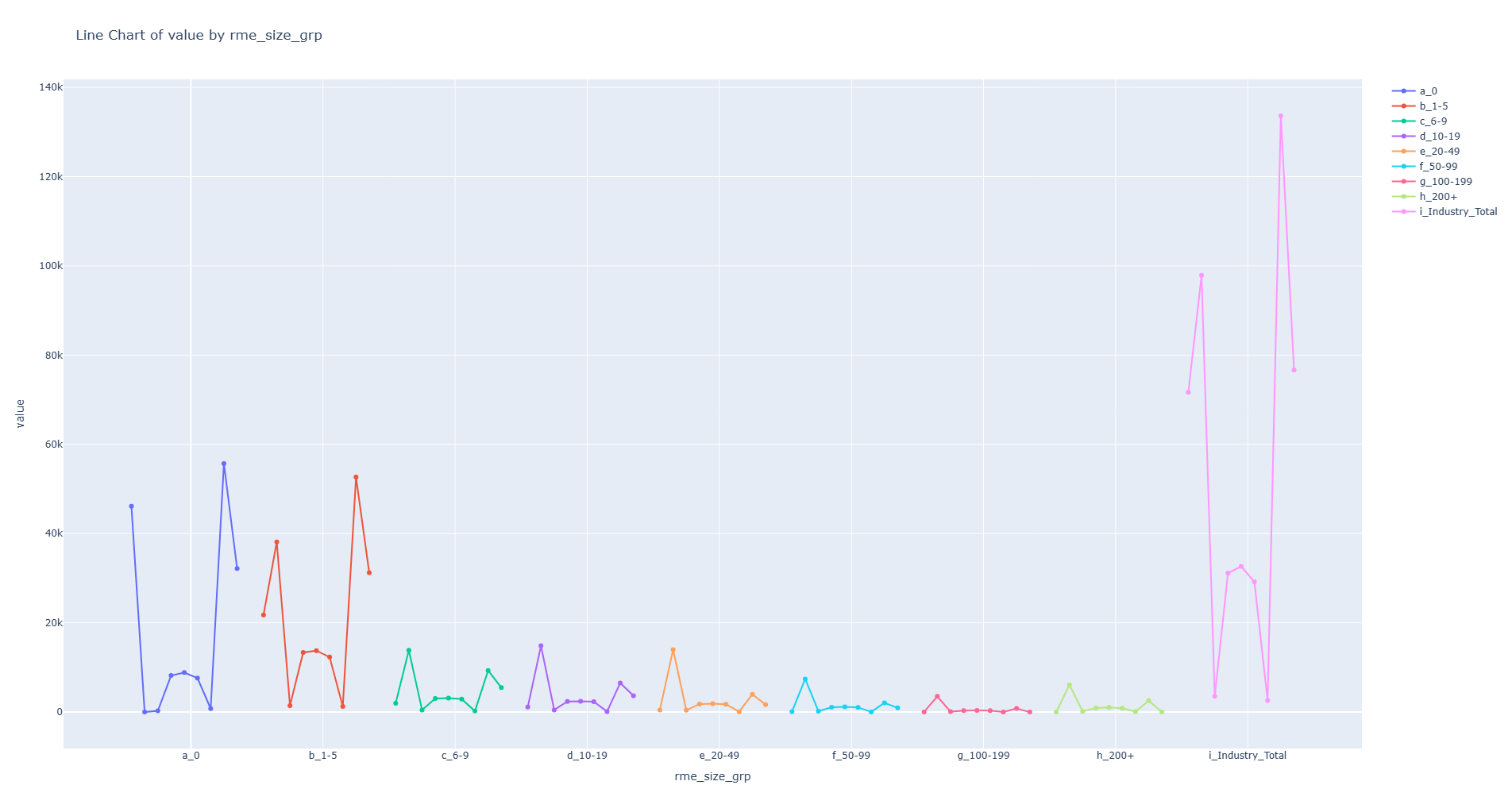 Line Chart of value by rme_size_grp
140k
120k
100k
80k
60k
40k
20k
0
value
a_0
b_1-5
c_6-9
d_10-19
e_20-49
f_50-99
g_100-199
h_200+
i_Industry_Total
rme_size_grp
a_0
b_1-5
c_6-9
d_10-19
e_20-49
f_50-99
g_100-199
h_200+
i_Industry_Total